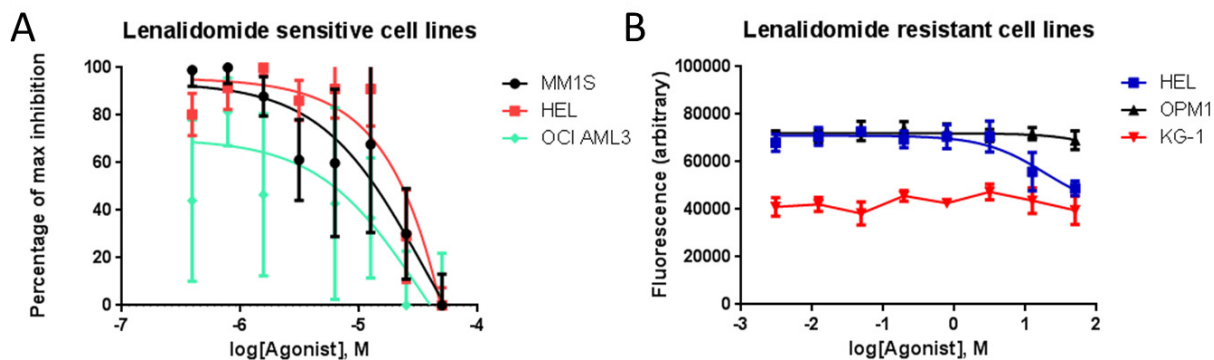 A
Lenalidomide sensitive cell lines
Percentage of max inhibition
100
80
60
40
20
0
-7
-6
-5
-4
log[Agonist], M
MM1S
HEL
OCI AML3
B
Lenalidomide resistant cell lines
Fluorescence (arbitrary)
100000
80000
60000
40000
20000
0
-3
-2
-1
0
1
2
log[Agonist], M
HEL
OPM1
KG-1